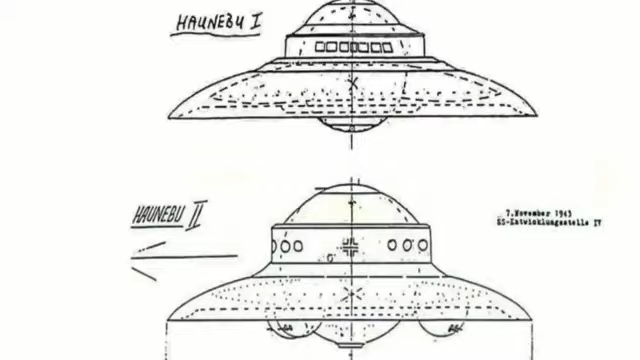 HAUNEBU I
HAUNEBU II
7.November 1943
SS-Entwicklungsstelle IV